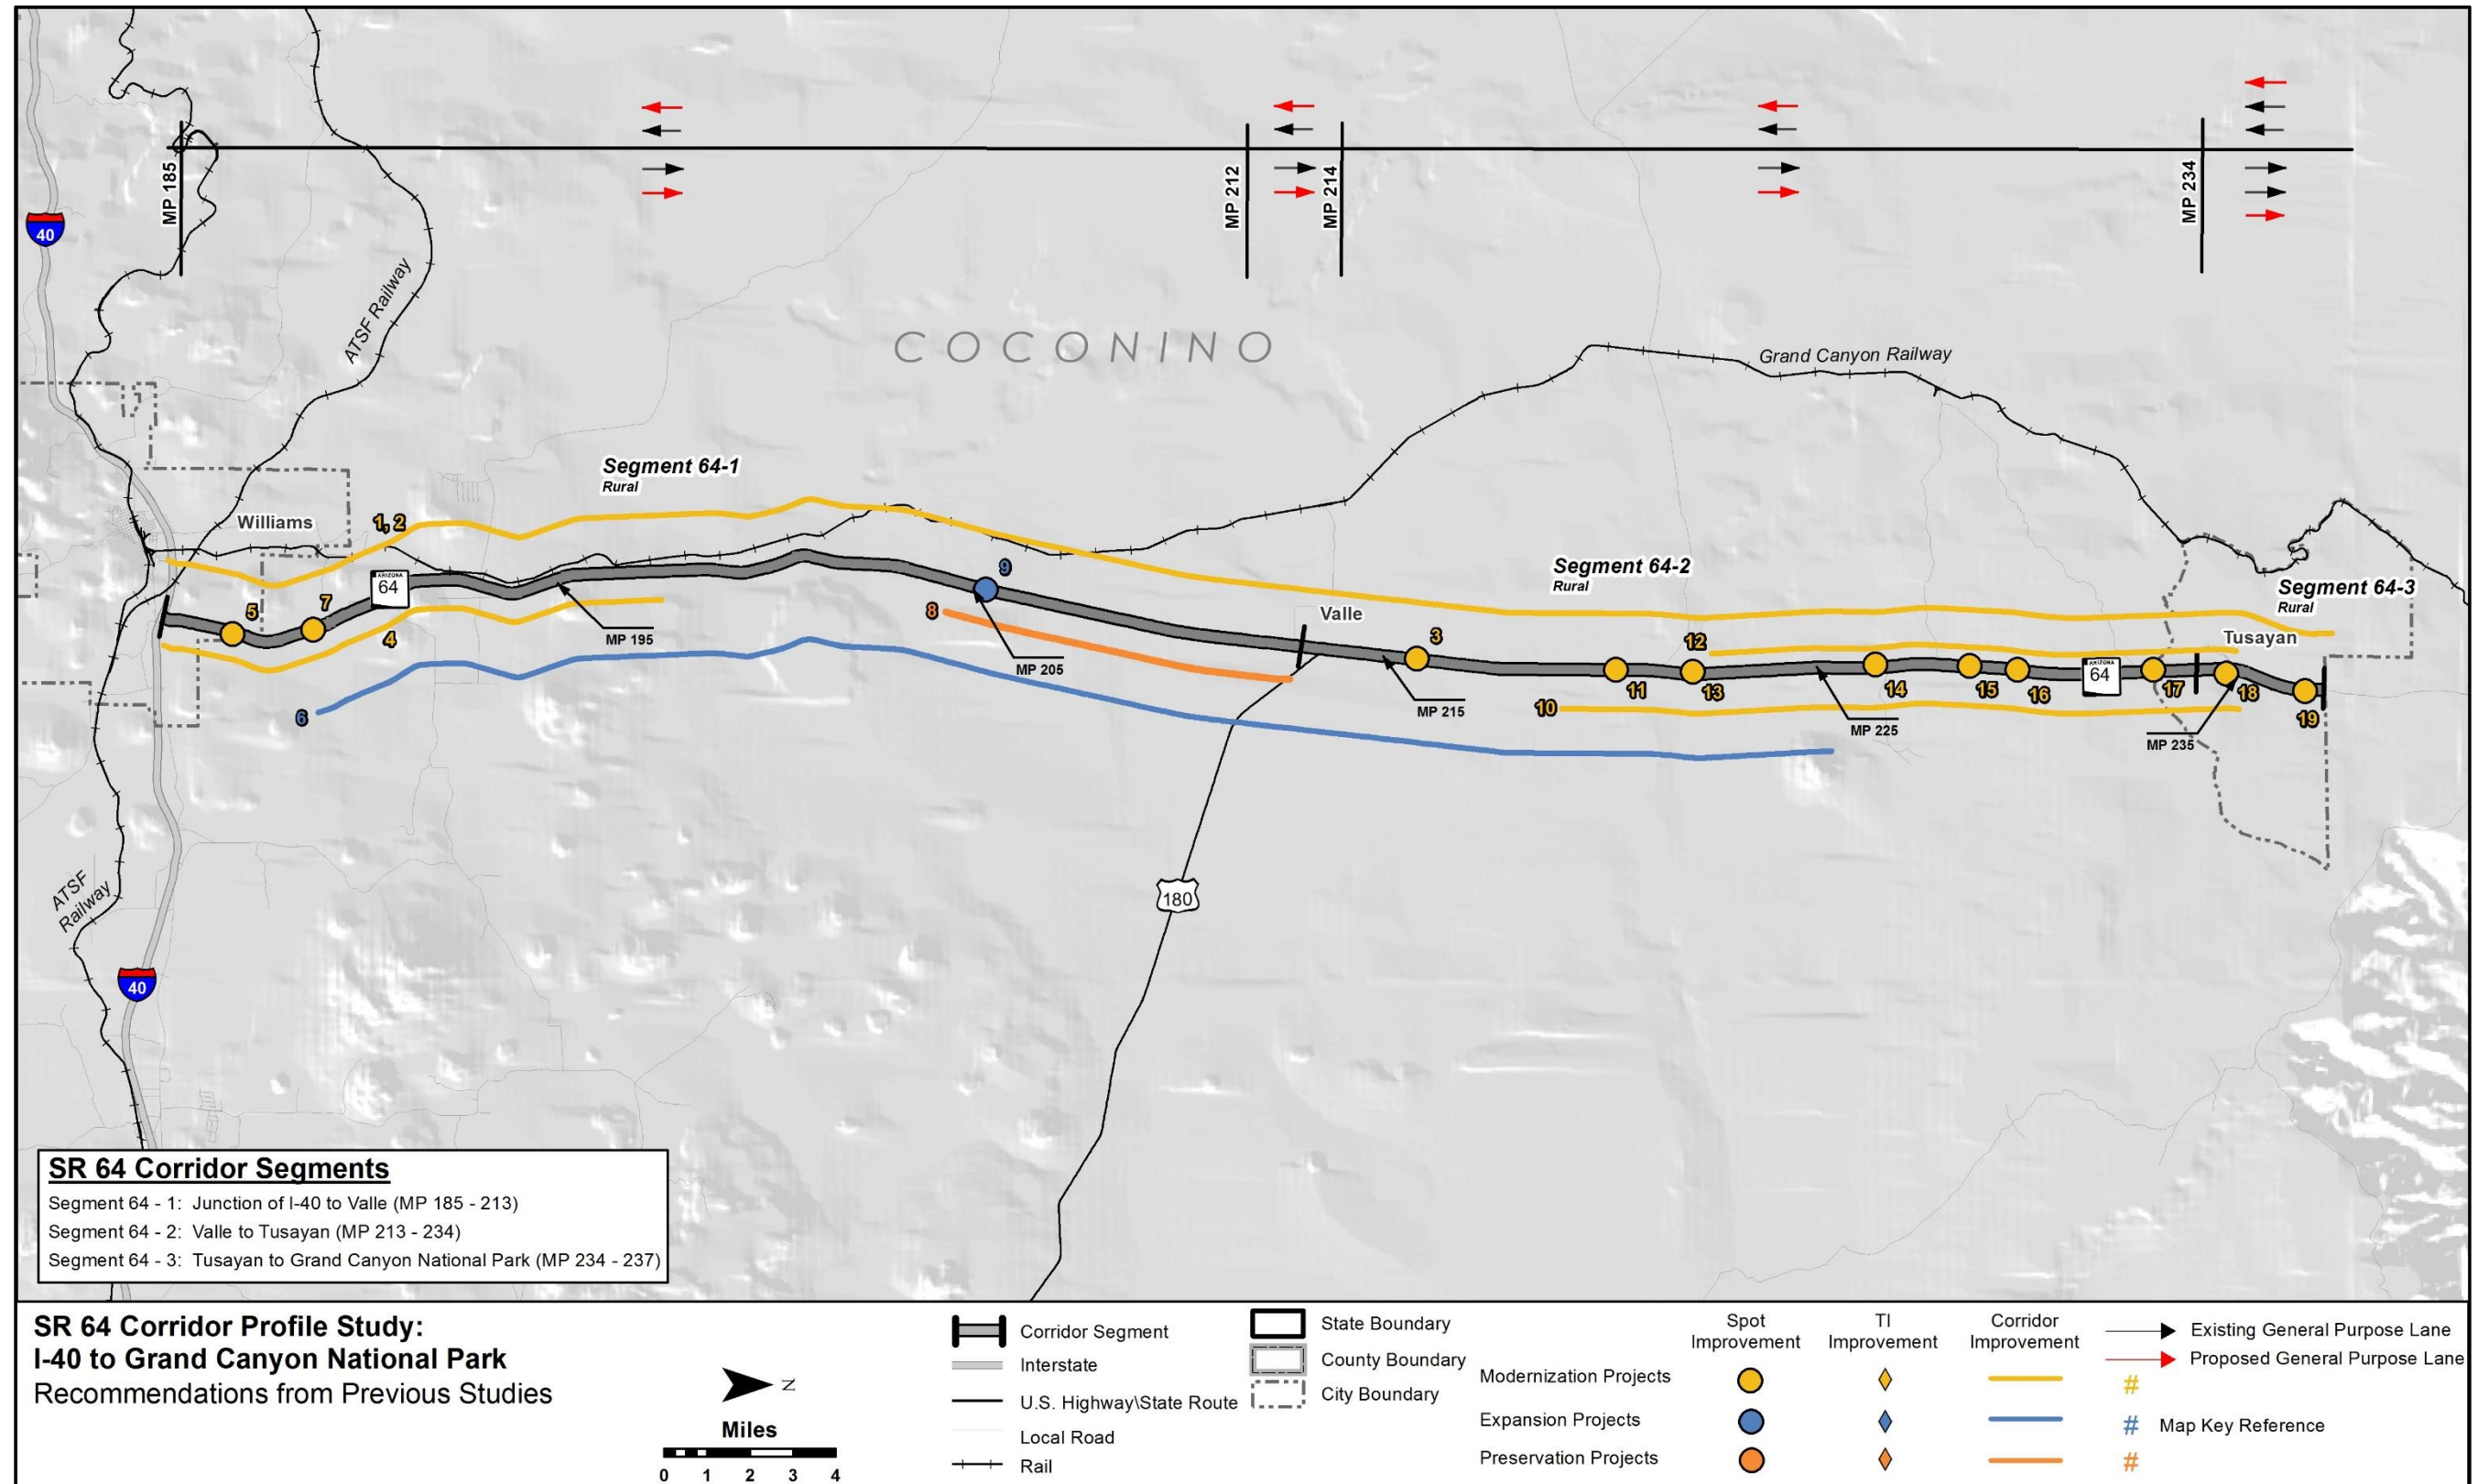 MP 185
MP 212
MP 214
MP 234
40
ATSF Railway
COCONINO
Grand Canyon Railway
Segment 64-1
Rural
Williams
1, 2
Segment 64-2
Rural
Segment 64-3
Rural
Valle
Tusayan
9
ARIZONA
64
5
7
4
8
MP 195
MP 205
6
3
MP 215
12
11
13
10
14
15
16
ARIZONA
64
17
18
19
MP 225
MP 235
ATSF
Railway
180
40
SR 64 Corridor Segments
Segment 64 - 1: Junction of I-40 to Valle (MP 185 - 213)
Segment 64 - 2: Valle to Tusayan (MP 213 - 234)
Segment 64 - 3: Tusayan to Grand Canyon National Park (MP 234 - 237)
SR 64 Corridor Profile Study:
I-40 to Grand Canyon National Park
Recommendations from Previous Studies
N
Miles
0 1 2 3 4
Corridor Segment
Interstate
U.S. Highway\State Route
Local Road
Rail
State Boundary
County Boundary
City Boundary
Spot
Improvement
TI
Improvement
Corridor
Improvement
Modernization Projects
Expansion Projects
Preservation Projects
#
#
#
Existing General Purpose Lane
Proposed General Purpose Lane
Map Key Reference